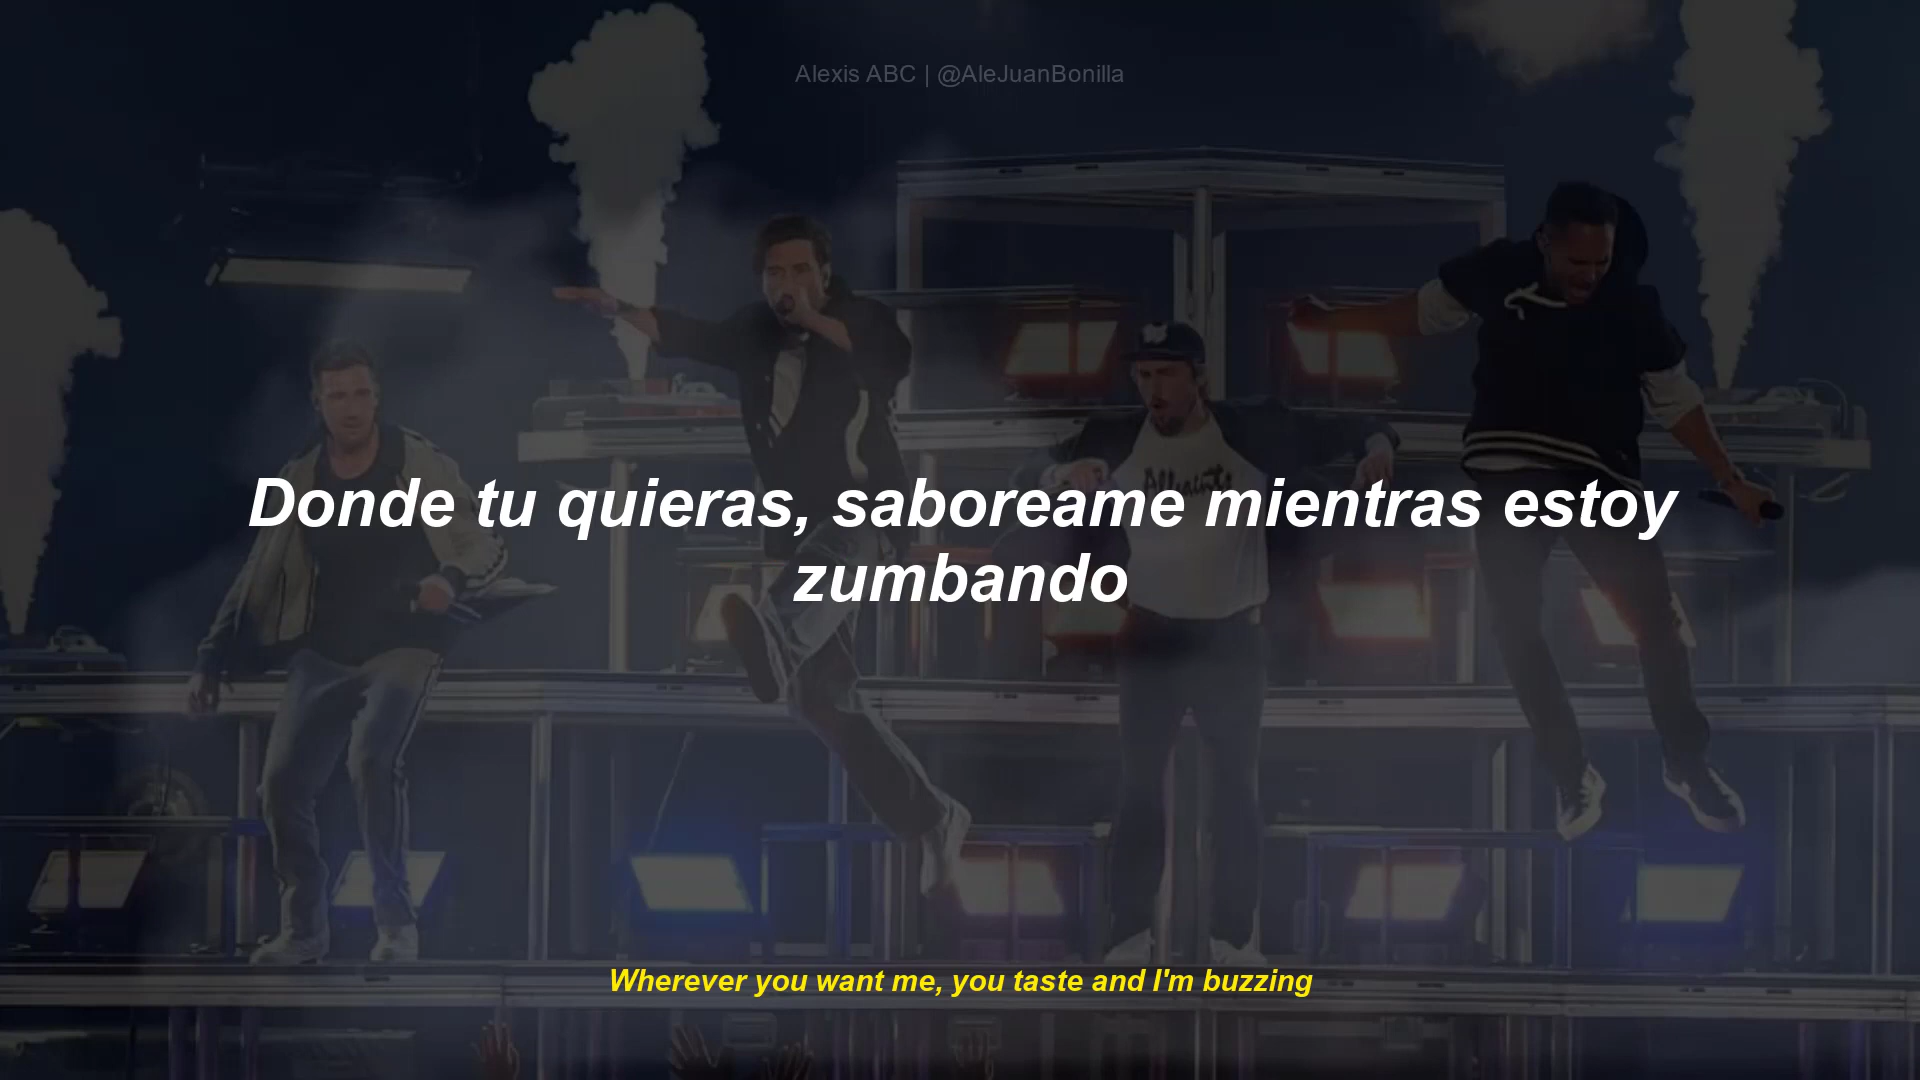 Alexis ABC | @AleJuanBonilla
Donde tu quieras, saboreame mientras estoy
zumbando
Wherever you want me, you taste and I'm buzzing